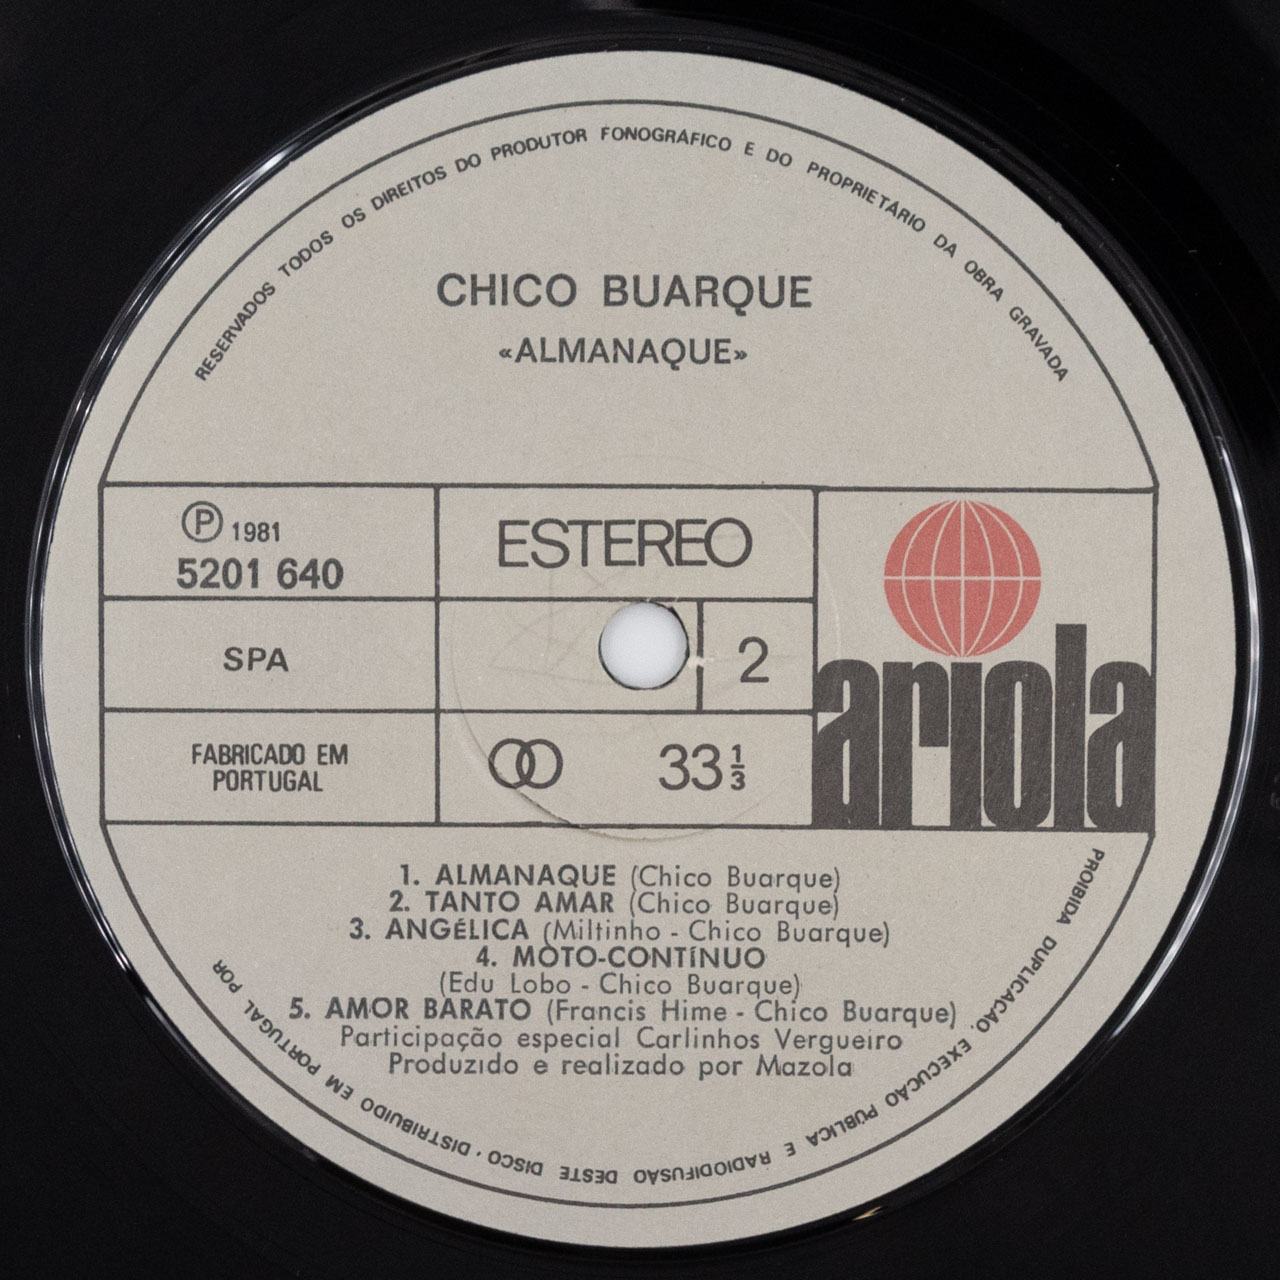 RESERVADOS TODOS OS DIREITOS DO PRODUTOR FONOGRÁFICO E DO PROPRIETÁRIO DA OBRA GRAVADA
CHICO BUARQUE
«ALMANAQUE»
Ⓟ 1981
5201 640
ESTEREO
SPA
2
FABRICADO EM
PORTUGAL
33 1/3
ariola
1. ALMANAQUE (Chico Buarque)
2. TANTO AMAR (Chico Buarque)
3. ANGÉLICA (Miltinho - Chico Buarque)
4. MOTO-CONTÍNUO
(Edu Lobo - Chico Buarque)
5. AMOR BARATO (Francis Hime - Chico Buarque)
Participação especial Carlinhos Vergueiro
Produzido e realizado por Mazola
PROIBIDA DUPLICAÇÃO, EXECUÇÃO PÚBLICA E RADIODIFUSÃO DESTE DISCO. DISTRIBUIDO EM PORTUGAL POR